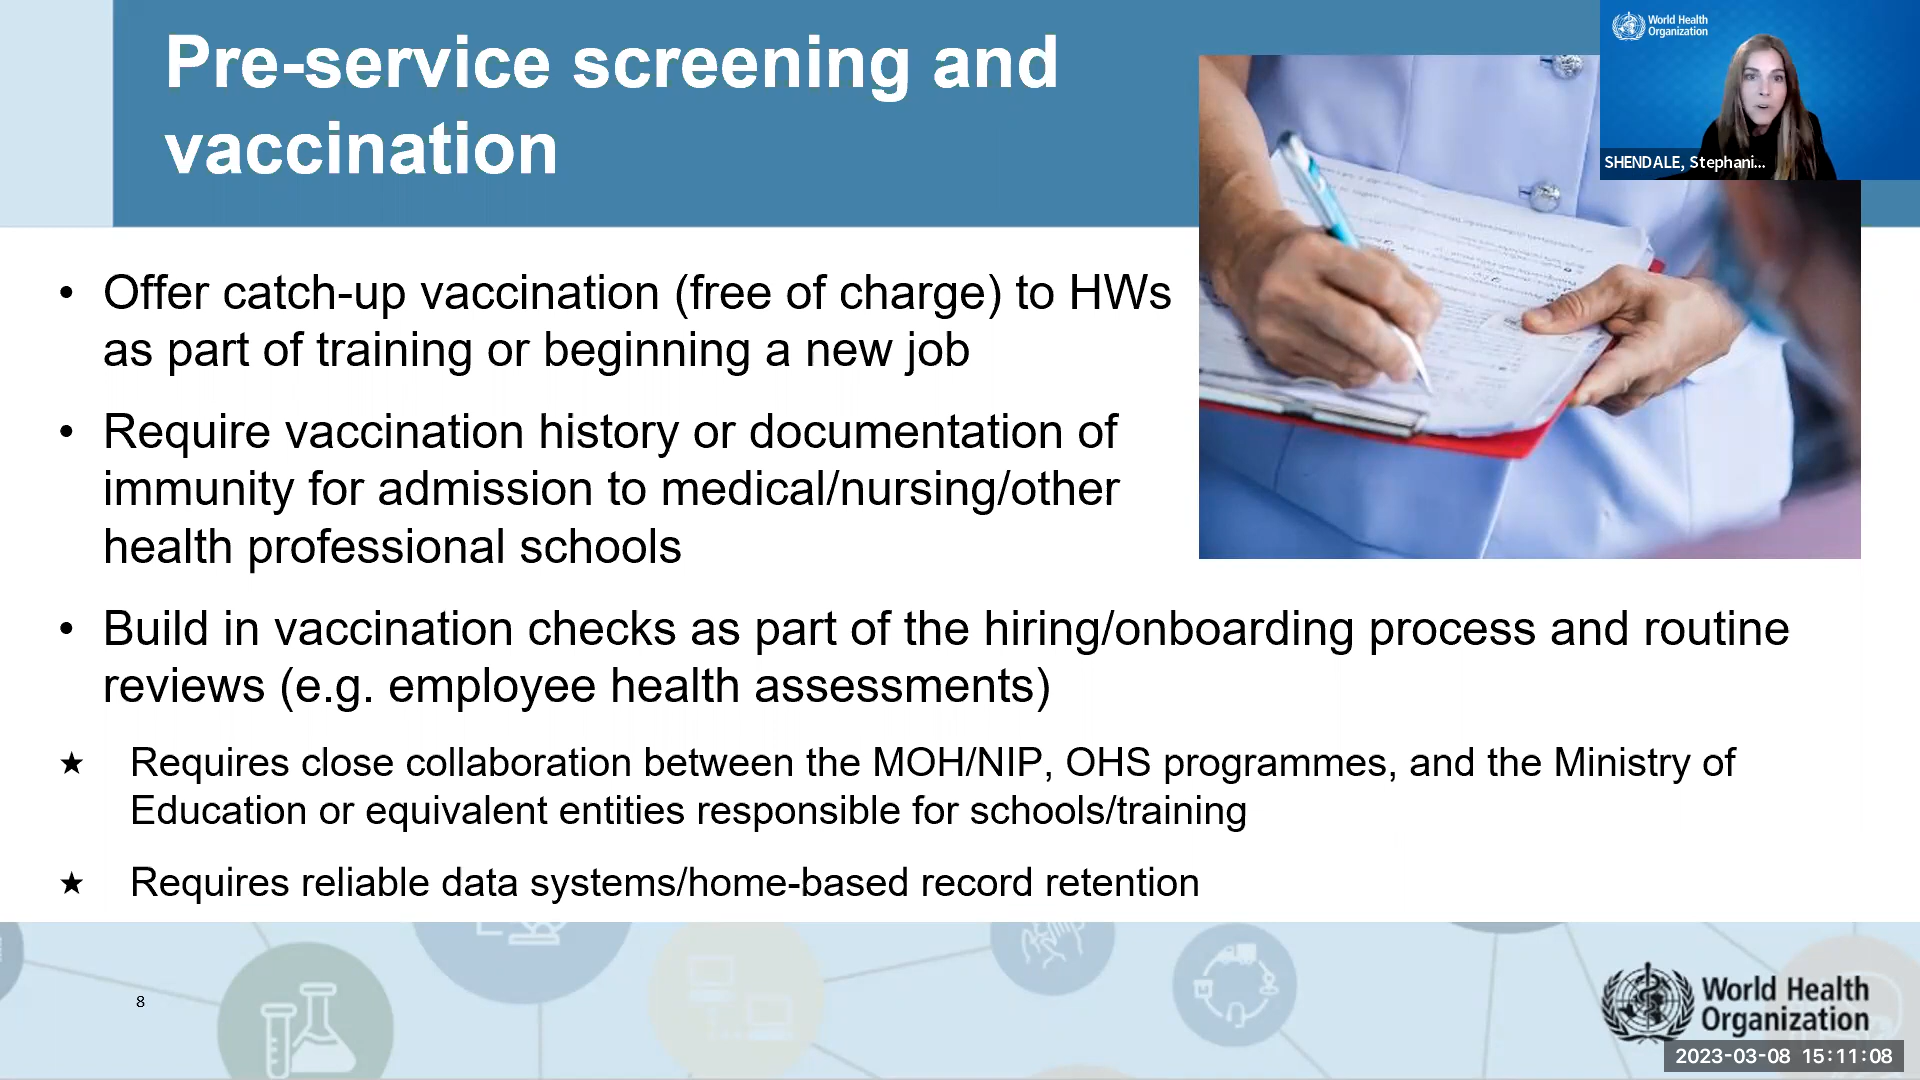 Pre-service screening and
vaccination
World Health
Organization
SHENDALE, Stephani...
• Offer catch-up vaccination (free of charge) to HWs
as part of training or beginning a new job
• Require vaccination history or documentation of
immunity for admission to medical/nursing/other
health professional schools
• Build in vaccination checks as part of the hiring/onboarding process and routine
reviews (e.g. employee health assessments)
★ Requires close collaboration between the MOH/NIP, OHS programmes, and the Ministry of
Education or equivalent entities responsible for schools/training
★ Requires reliable data systems/home-based record retention
8
World Health
Organization
2023-03-08 15:11:08